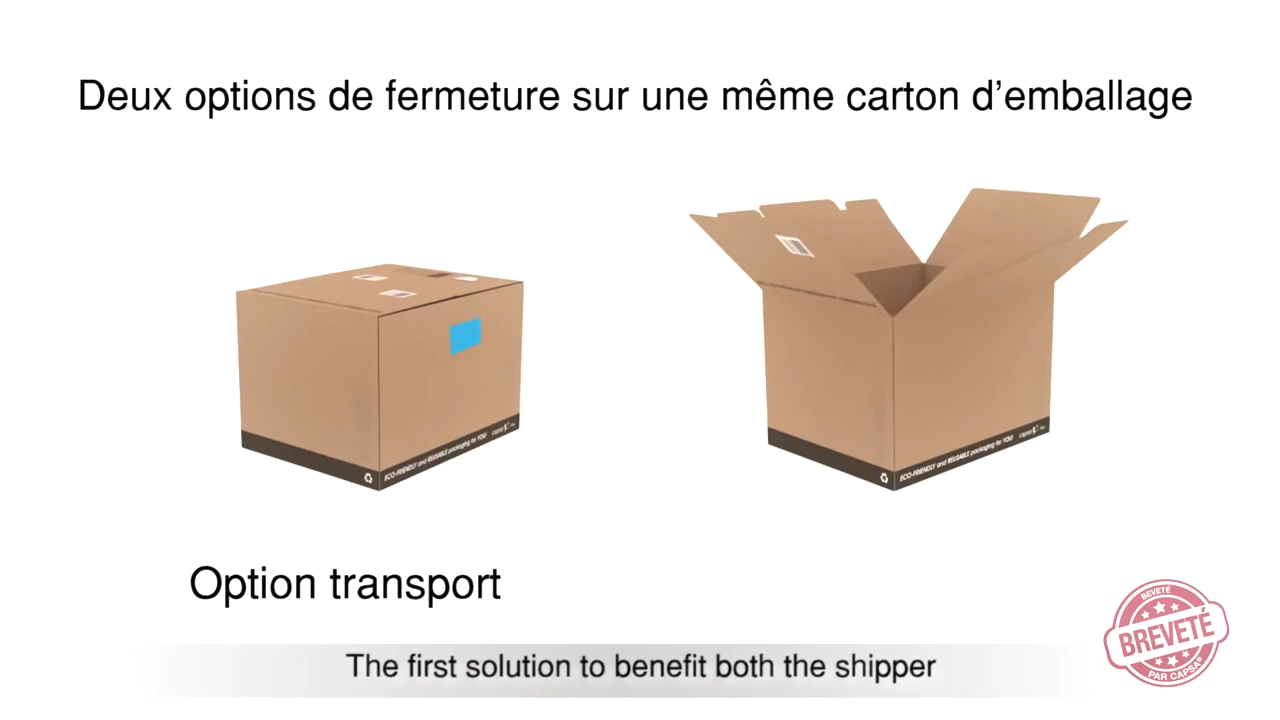 Deux options de fermeture sur une même carton d’emballage
ECO-FRIENDLY and REUSABLE packaging for YOU!
ECO-FRIENDLY and REUSABLE packaging for YOU!
Option transport
BEVETÉ
BREVETÉ
PAR CAPSA®
The first solution to benefit both the shipper